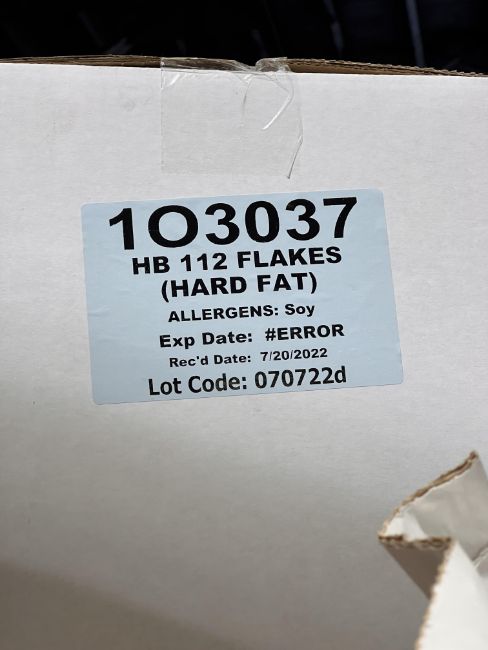 1O3037
HB 112 FLAKES
(HARD FAT)
ALLERGENS: Soy
Exp Date: #ERROR
Rec'd Date: 7/20/2022
Lot Code: 070722d